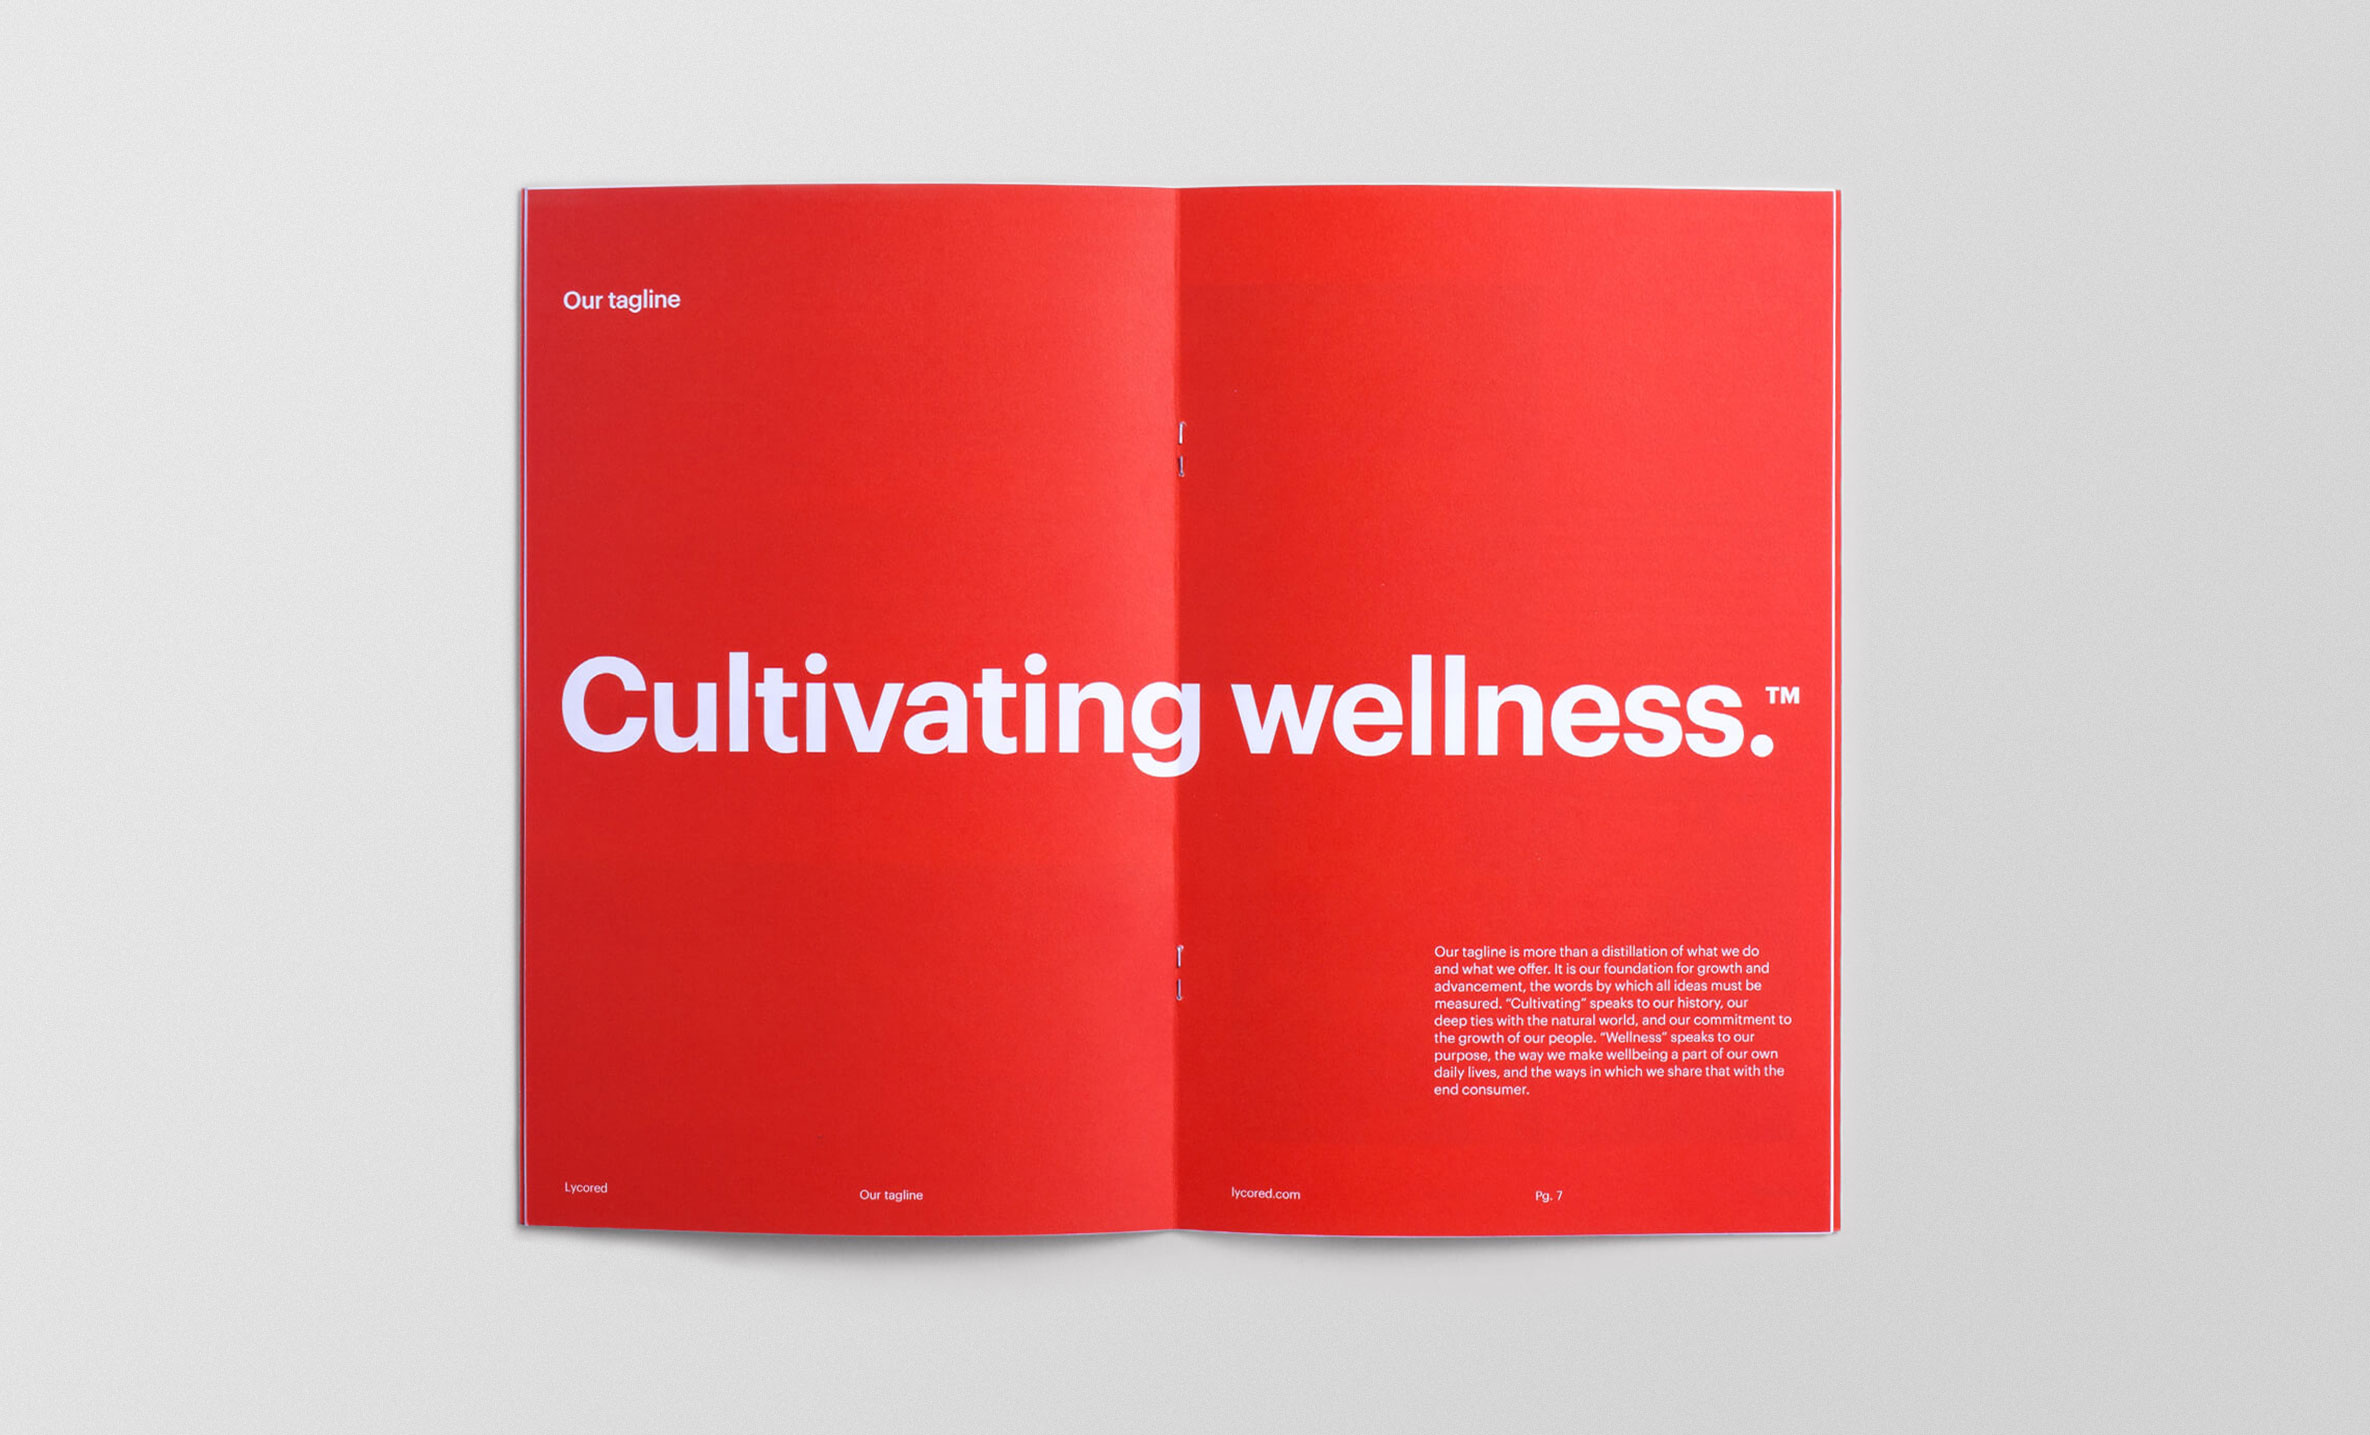 Our tagline
Cultivating wellness.™
Our tagline is more than a distillation of what we do
and what we offer. It is our foundation for growth and
advancement, the words by which all ideas must be
measured. “Cultivating” speaks to our history, our
deep ties with the natural world, and our commitment to
the growth of our people. “Wellness” speaks to our
purpose, the way we make wellbeing a part of our own
daily lives, and the ways in which we share that with the
end consumer.
Lycored
Our tagline
lycored.com
Pg. 7